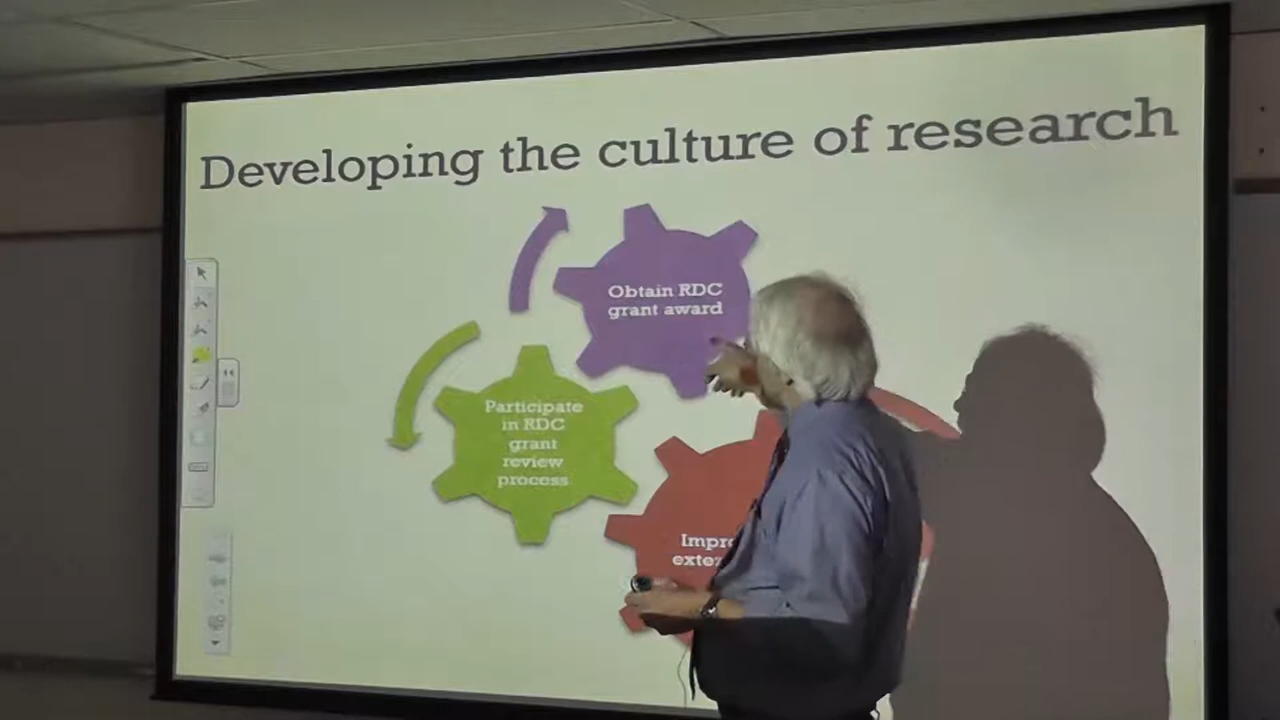 Developing the culture of research
Obtain RDC
grant award
Participate
in RDC
grant
review
process